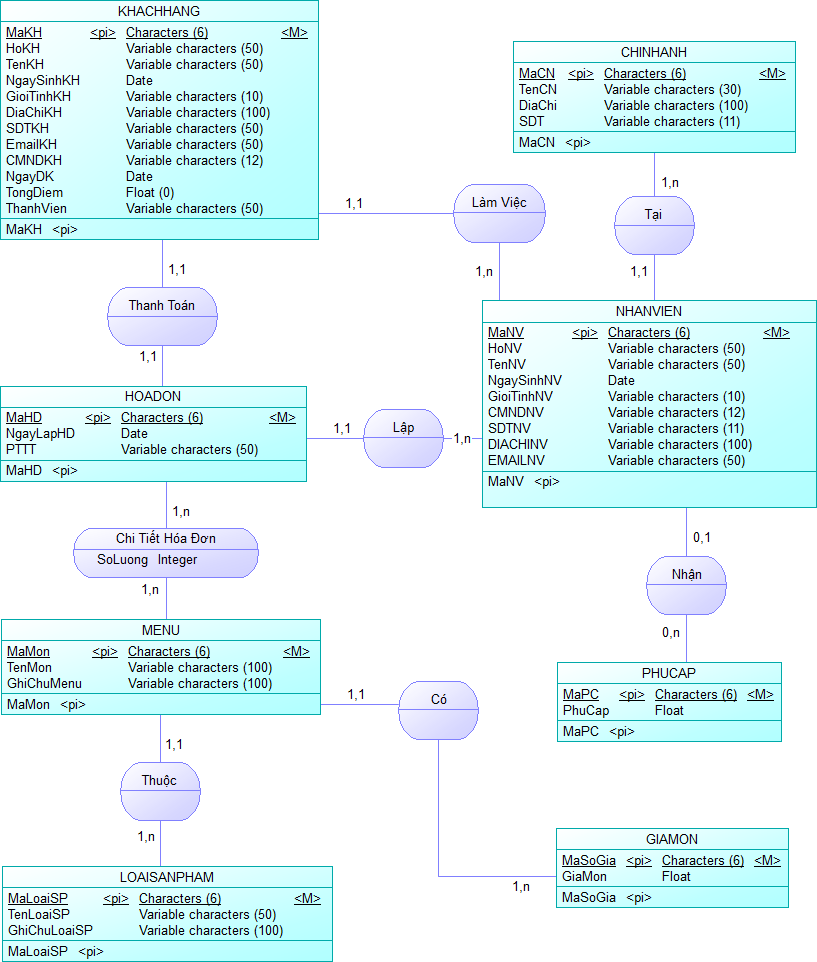 KHACHHANG
MaKH <pi> Characters (6) <M>
HoKH Variable characters (50)
TenKH Variable characters (50)
NgaySinhKH Date
GioiTinhKH Variable characters (10)
DiaChiKH Variable characters (100)
SDTKH Variable characters (50)
EmailKH Variable characters (50)
CMNDKH Variable characters (12)
NgayDK Date
TongDiem Float (0)
ThanhVien Variable characters (50)
MaKH <pi>
CHINHANH
MaCN <pi> Characters (6) <M>
TenCN Variable characters (30)
DiaChi Variable characters (100)
SDT Variable characters (11)
MaCN <pi>
1,1
Làm Việc
1,n
1,n
Tại
1,1
1,1
Thanh Toán
1,1
NHANVIEN
MaNV <pi> Characters (6) <M>
HoNV Variable characters (50)
TenNV Variable characters (50)
NgaySinhNV Date
GioiTinhNV Variable characters (10)
CMNDNV Variable characters (12)
SDTNV Variable characters (11)
DIACHINV Variable characters (100)
EMAILNV Variable characters (50)
MaNV <pi>
HOADON
MaHD <pi> Characters (6) <M>
NgayLapHD Date
PTTT Variable characters (50)
MaHD <pi>
1,1
Lập
1,n
1,n
Chi Tiết Hóa Đơn
SoLuong Integer
1,n
0,1
Nhận
0,n
MENU
MaMon <pi> Characters (6) <M>
TenMon Variable characters (100)
GhiChuMenu Variable characters (100)
MaMon <pi>
PHUCAP
MaPC <pi> Characters (6) <M>
PhuCap Float
MaPC <pi>
1,1
Có
1,n
1,1
Thuộc
1,n
GIAMON
MaSoGia <pi> Characters (6) <M>
GiaMon Float
MaSoGia <pi>
LOAISANPHAM
MaLoaiSP <pi> Characters (6) <M>
TenLoaiSP Variable characters (50)
GhiChuLoaiSP Variable characters (100)
MaLoaiSP <pi>